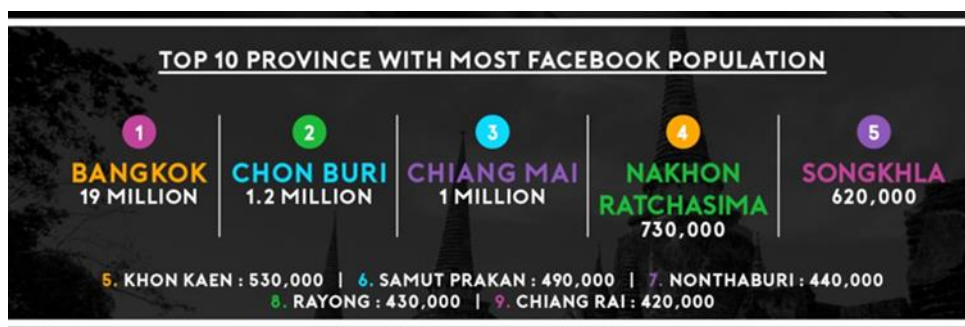 TOP 10 PROVINCE WITH MOST FACEBOOK POPULATION
1
BANGKOK
19 MILLION
2
CHON BURI
1.2 MILLION
3
CHIANG MAI
1 MILLION
4
NAKHON
RATCHASIMA
730,000
5
SONGKHLA
620,000
5. KHON KAEN : 530,000 | 6. SAMUT PRAKAN : 490,000 | 7. NONTHABURI : 440,000
8. RAYONG : 430,000 | 9. CHIANG RAI : 420,000